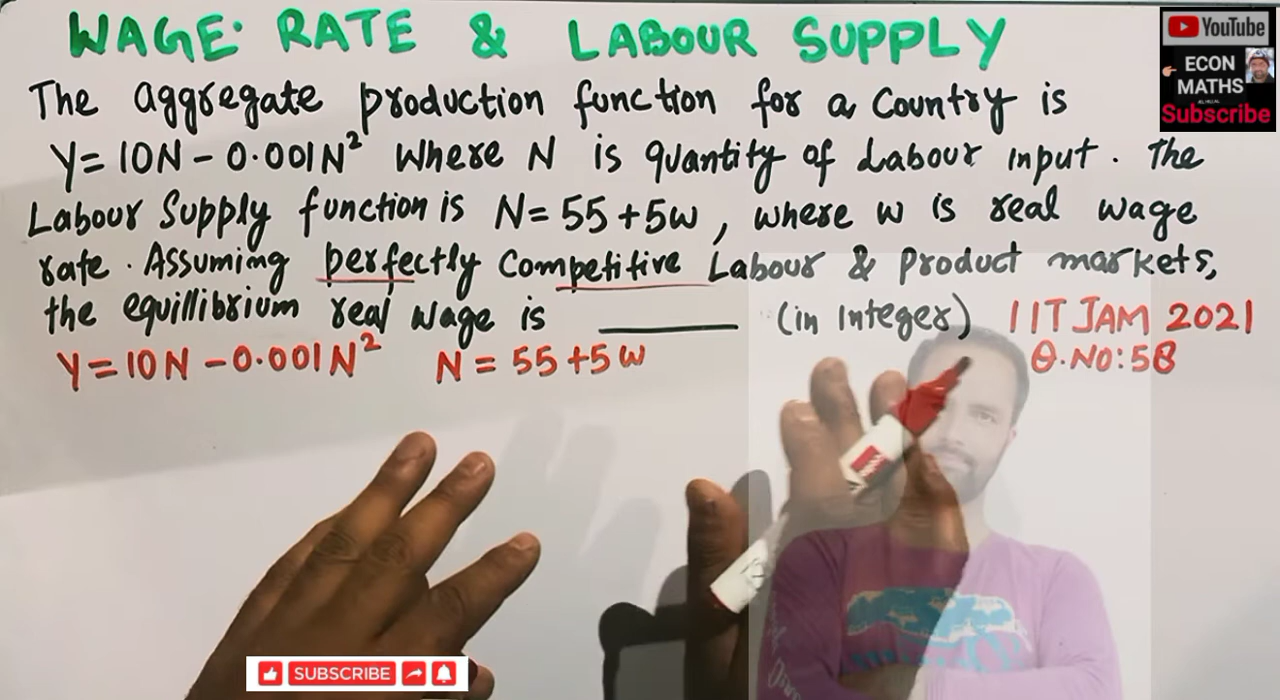 WAGE RATE & LABOUR SUPPLY
The aggregate production function for a Country is
Y=10N-0.001N² Where N is quantity of Labour input. The
Labour Supply function is N=55+5w, where w is real wage
rate. Assuming perfectly Competitive Labour & Product markets,
the equillibrium real wage is ______ (in Integer) IIT JAM 2021
Y=10N-0.001N² N=55+5w Q.NO:58
YouTube
ECON
MATHS
Subscribe
SUBSCRIBE